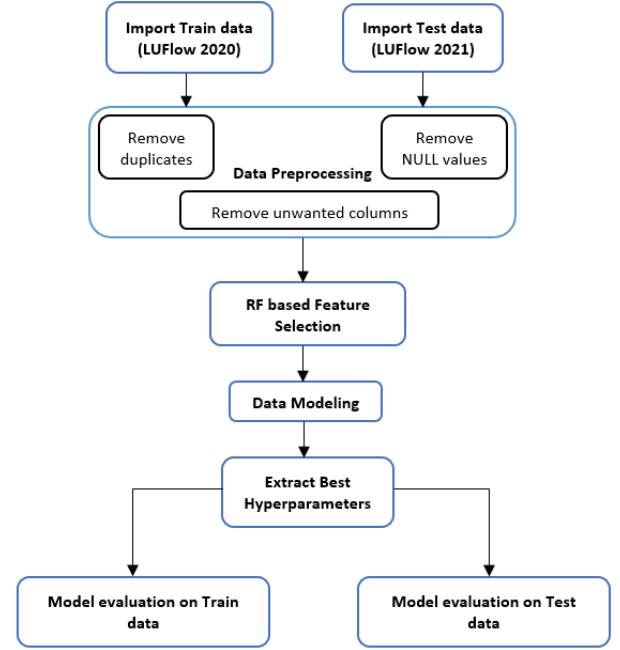 Import Train data
(LUFlow 2020)
Import Test data
(LUFlow 2021)
Remove
duplicates
Remove
NULL values
Data Preprocessing
Remove unwanted columns
RF based Feature
Selection
Data Modeling
Extract Best
Hyperparameters
Model evaluation on Train
data
Model evaluation on Test
data